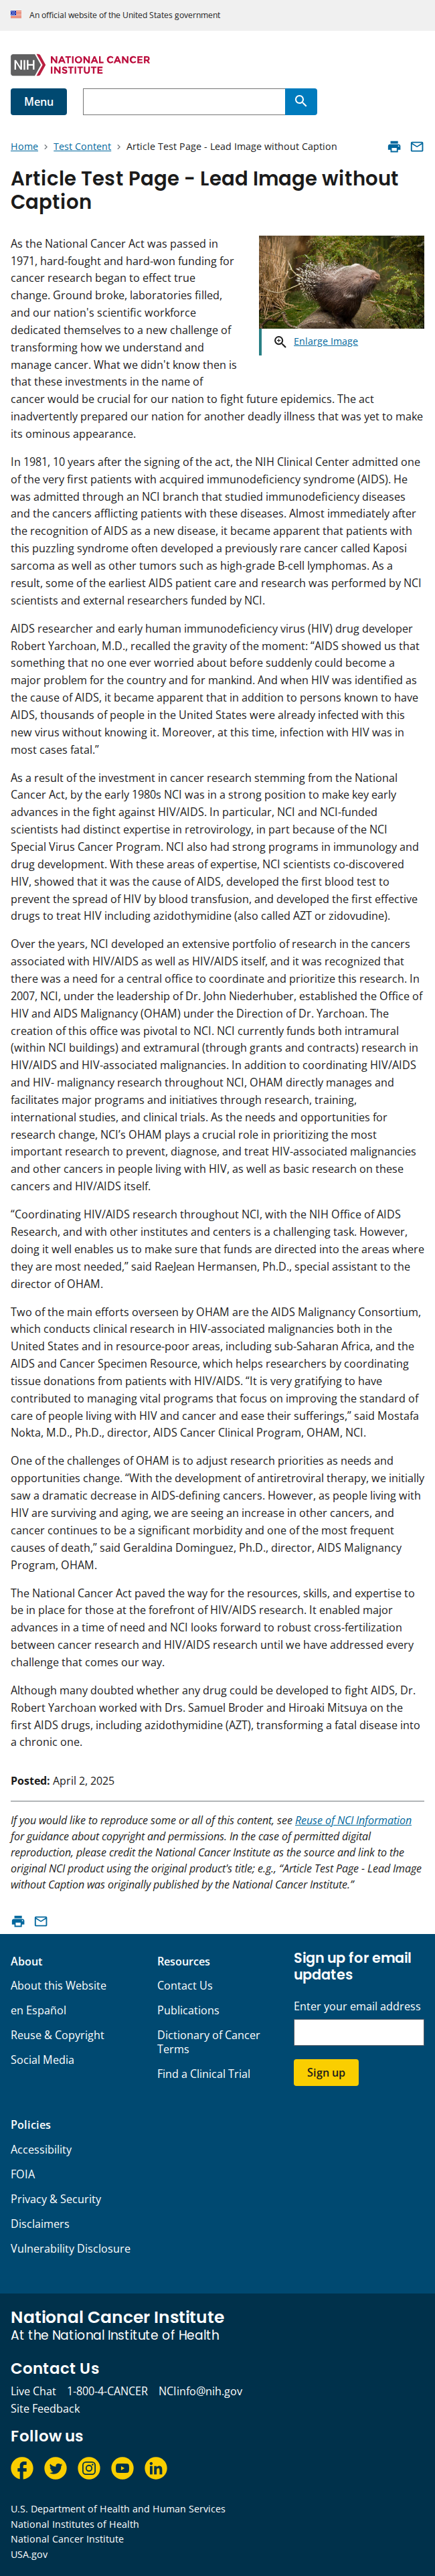 An official website of the United States government
NIH NATIONAL CANCER
INSTITUTE
Menu
Home > Test Content > Article Test Page - Lead Image without Caption
Article Test Page - Lead Image without
Caption
As the National Cancer Act was passed in
1971, hard-fought and hard-won funding for
cancer research began to effect true
change. Ground broke, laboratories filled,
and our nation's scientific workforce
dedicated themselves to a new challenge of
transforming how we understand and
manage cancer. What we didn't know then is
that these same investments made in
Enlarge Image
cancer would be crucial for our nation to fight future epidemics. The act
inadvertently prepared our nation for another deadly illness that was yet to make
its ominous appearance.
In 1981, 10 years after the signing of the act, the NIH Clinical Center admitted one
of the very first patients with acquired immunodeficiency syndrome (AIDS). He
was admitted through an NCI branch that studied immunodeficiency diseases
and the cancers afflicting patients with these diseases. Almost immediately after
the recognition of AIDS as a new disease, it became apparent that patients with
this puzzling syndrome often developed a previously rare cancer called Kaposi
sarcoma as well as other tumors such as high-grade B-cell lymphomas. As a
result, some of the earliest AIDS patient care and research was performed by NCI
scientists and external researchers funded by NCI.
AIDS researcher and early human immunodeficiency virus (HIV) drug developer
Robert Yarchoan, M.D., recalled the gravity of the moment: “AIDS showed us that
something that no one ever worried about before suddenly could become a
major problem for the country and for mankind. And when HIV was identified as
the cause of AIDS, it became apparent that in addition to persons known to have
AIDS, thousands of people in the United States were already infected with this
new virus without knowing it. Moreover, at this time, infection with HIV was in
most cases fatal.”
As a result of the investment in cancer research stemming from the National
Cancer Act, by the early 1980s NCI was in a strong position to make key early
advances in the fight against HIV/AIDS. In particular, NCI and NCI-funded
scientists had distinct expertise in retrovirology, in part because of the NCI
Special Virus Cancer Program. NCI also had strong programs in immunology and
drug development. With these areas of expertise, NCI scientists co-discovered
HIV, showed that it was the cause of AIDS, developed the first blood test to
prevent the spread of HIV by blood transfusion, and developed the first effective
drugs to treat HIV including azidothymidine (also called AZT or zidovudine).
Over the years, NCI developed an extensive portfolio of research in the cancers
associated with HIV/AIDS as well as HIV/AIDS itself, and it was recognized that
there was a need for a central office to coordinate and prioritize this research. In
2007, NCI, under the leadership of Dr. John Niederhuber, established the Office of
HIV and AIDS Malignancy (OHAM) under the Direction of Dr. Yarchoan. The
creation of this office was pivotal to NCI. NCI currently funds both intramural
(within NCI buildings) and extramural (through grants and contracts) research in
HIV/AIDS and HIV-associated malignancies. In addition to coordinating HIV/AIDS
and HIV- malignancy research throughout NCI, OHAM directly manages and
facilitates major programs and initiatives through research, training,
international studies, and clinical trials. As the needs and opportunities for
research change, NCI’s OHAM plays a crucial role in prioritizing the most
important research to prevent, diagnose, and treat HIV-associated malignancies
and other cancers in people living with HIV, as well as basic research on these
cancers and HIV/AIDS itself.
“Coordinating HIV/AIDS research throughout NCI, with the NIH Office of AIDS
Research, and with other institutes and centers is a challenging task. However,
doing it well enables us to make sure that funds are directed into the areas where
they are most needed,” said RaeJean Hermansen, Ph.D., special assistant to the
director of OHAM.
Two of the main efforts overseen by OHAM are the AIDS Malignancy Consortium,
which conducts clinical research in HIV-associated malignancies both in the
United States and in resource-poor areas, including sub-Saharan Africa, and the
AIDS and Cancer Specimen Resource, which helps researchers by coordinating
tissue donations from patients with HIV/AIDS. “It is very gratifying to have
contributed to managing vital programs that focus on improving the standard of
care of people living with HIV and cancer and ease their sufferings,” said Mostafa
Nokta, M.D., Ph.D., director, AIDS Cancer Clinical Program, OHAM, NCI.
One of the challenges of OHAM is to adjust research priorities as needs and
opportunities change. “With the development of antiretroviral therapy, we initially
saw a dramatic decrease in AIDS-defining cancers. However, as people living with
HIV are surviving and aging, we are seeing an increase in other cancers, and
cancer continues to be a significant morbidity and one of the most frequent
causes of death,” said Geraldina Dominguez, Ph.D., director, AIDS Malignancy
Program, OHAM.
The National Cancer Act paved the way for the resources, skills, and expertise to
be in place for those at the forefront of HIV/AIDS research. It enabled major
advances in a time of need and NCI looks forward to robust cross-fertilization
between cancer research and HIV/AIDS research until we have addressed every
challenge that comes our way.
Although many doubted whether any drug could be developed to fight AIDS, Dr.
Robert Yarchoan worked with Drs. Samuel Broder and Hiroaki Mitsuya on the
first AIDS drugs, including azidothymidine (AZT), transforming a fatal disease into
a chronic one.
Posted: April 2, 2025
If you would like to reproduce some or all of this content, see Reuse of NCI Information
for guidance about copyright and permissions. In the case of permitted digital
reproduction, please credit the National Cancer Institute as the source and link to the
original NCI product using the original product's title; e.g., “Article Test Page - Lead Image
without Caption was originally published by the National Cancer Institute.”
About
About this Website
en Español
Reuse & Copyright
Social Media
Resources
Contact Us
Publications
Dictionary of Cancer
Terms
Find a Clinical Trial
Sign up for email
updates
Enter your email address
Sign up
Policies
Accessibility
FOIA
Privacy & Security
Disclaimers
Vulnerability Disclosure
National Cancer Institute
At the National Institutes of Health
Contact Us
Live Chat 1-800-4-CANCER NCIinfo@nih.gov
Site Feedback
Follow us
U.S. Department of Health and Human Services
National Institutes of Health
National Cancer Institute
USA.gov